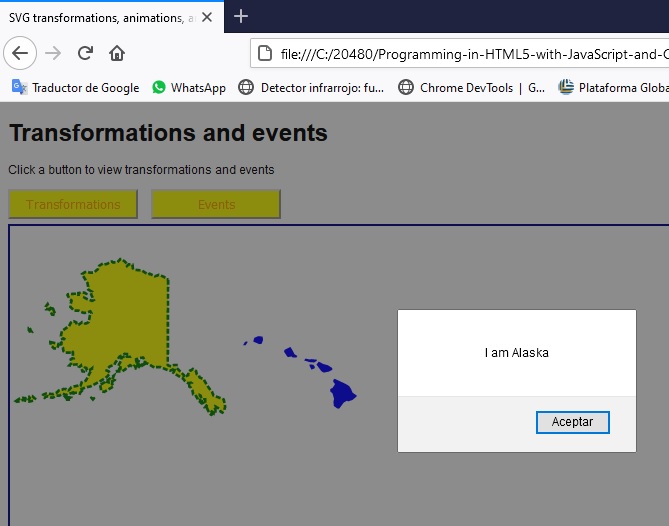 SVG transformations, animations, a
file:///C:/20480/Programming-in-HTML5-with-JavaScript-and-C
Traductor de Google
WhatsApp
Detector infrarrojo: fu...
Chrome DevTools | G...
Plataforma Globa
Transformations and events
Click a button to view transformations and events
Transformations
Events
I am Alaska
Aceptar